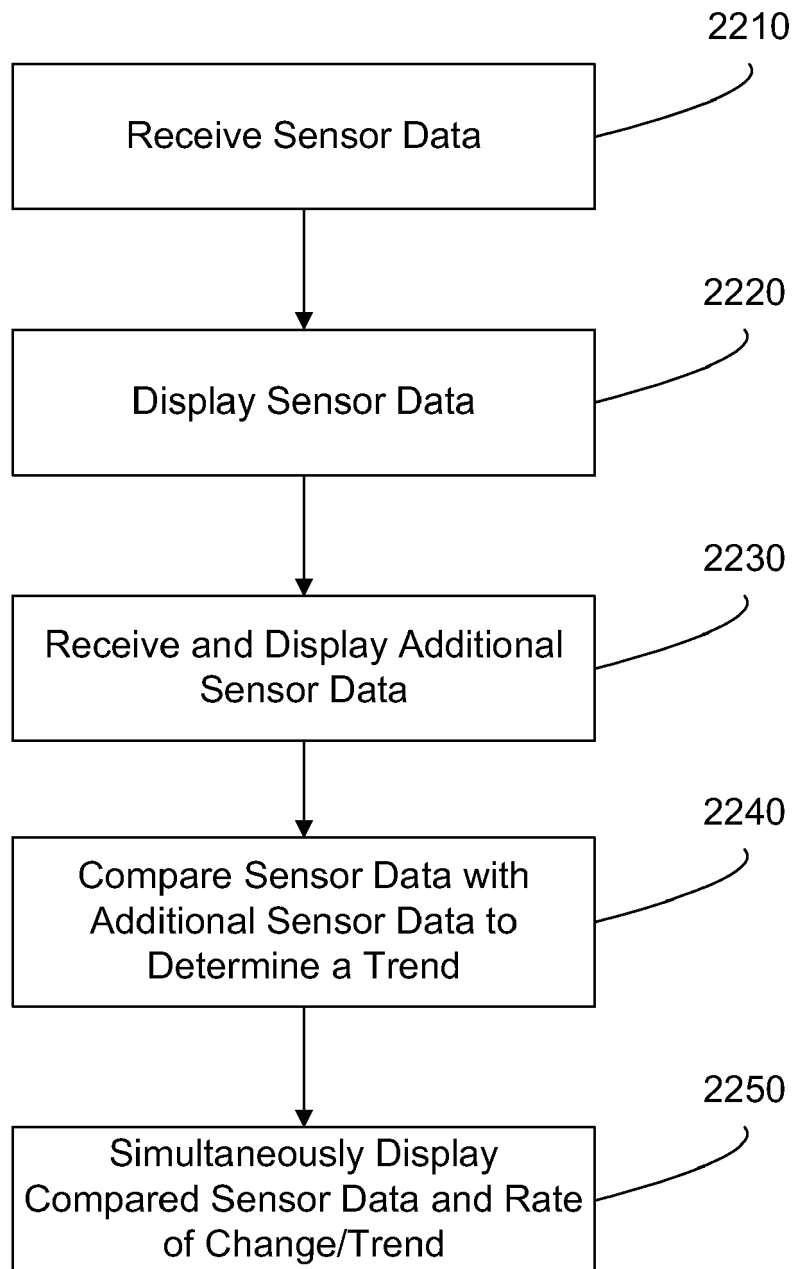 2210
Receive Sensor Data
2220
Display Sensor Data
2230
Receive and Display Additional
Sensor Data
2240
Compare Sensor Data with
Additional Sensor Data to
Determine a Trend
2250
Simultaneously Display
Compared Sensor Data and Rate
of Change/Trend